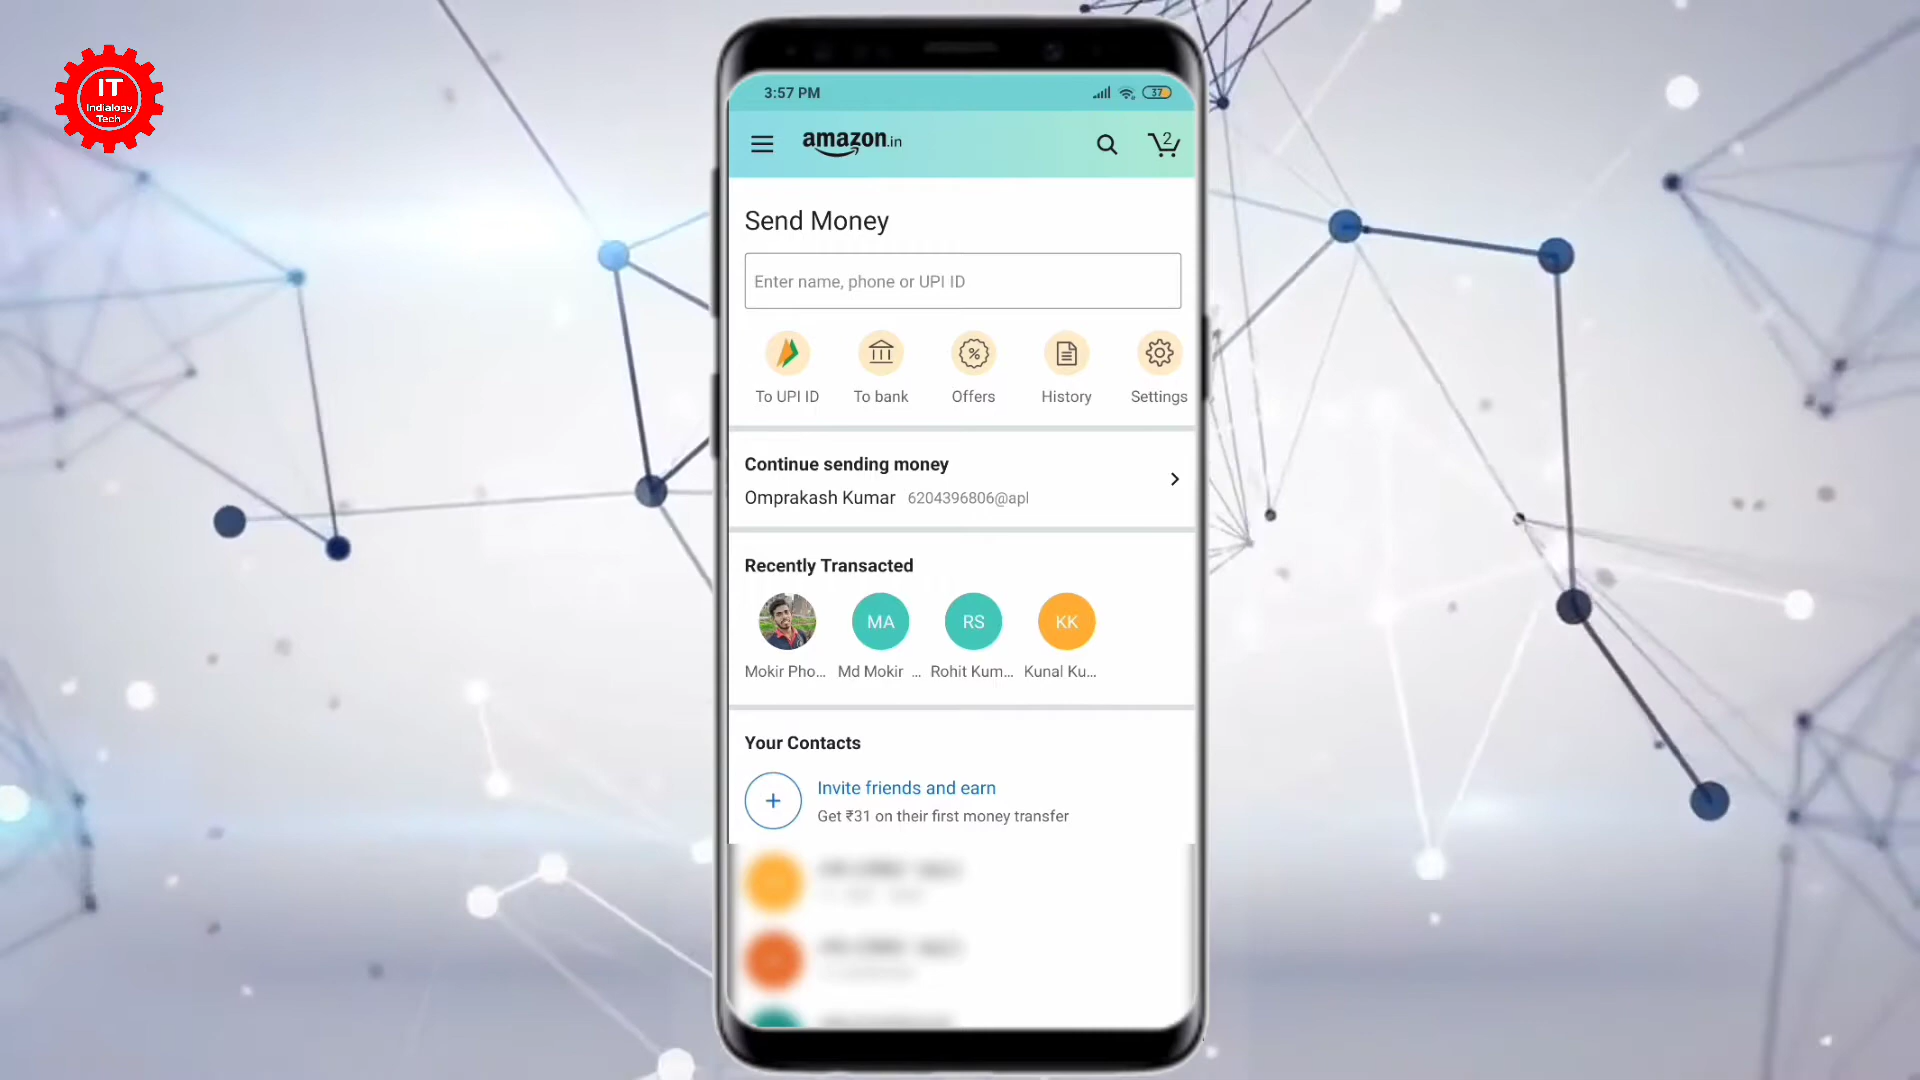 IT
Indialogy
Tech
3:57 PM
37
amazon.in
2
Send Money
Enter name, phone or UPI ID
To UPI ID
To bank
Offers
History
Settings
Continue sending money
Omprakash Kumar 6204396806@apl
Recently Transacted
MA
RS
KK
Mokir Pho...
Md Mokir ...
Rohit Kum...
Kunal Ku...
Your Contacts
Invite friends and earn
Get ₹31 on their first money transfer